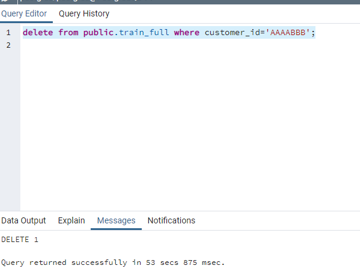 Query Editor Query History
1 delete from public.train_full where customer_id='AAAABBB';
2
Data Output Explain Messages Notifications
DELETE 1
Query returned successfully in 53 secs 875 msec.